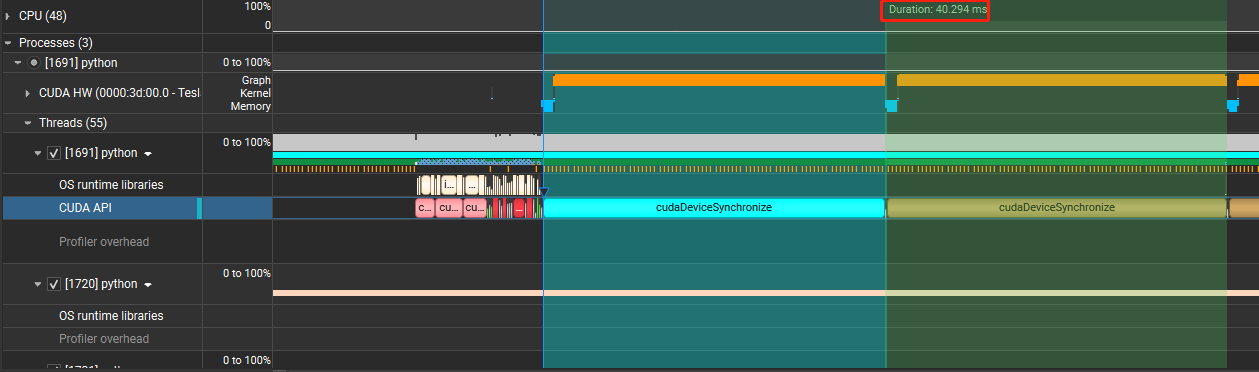 CPU (48)
100%
0
Duration: 40.294 ms
Processes (3)
[1691] python
0 to 100%
CUDA HW (0000:3d:00.0 - Tesl
Graph
Kernel
Memory
Threads (55)
[1691] python
0 to 100%
OS runtime libraries
i...
...
CUDA API
c...
cu...
cu...
...
cudaDeviceSynchronize
cudaDeviceSynchronize
Profiler overhead
[1720] python
0 to 100%
OS runtime libraries
Profiler overhead
0 to 100%